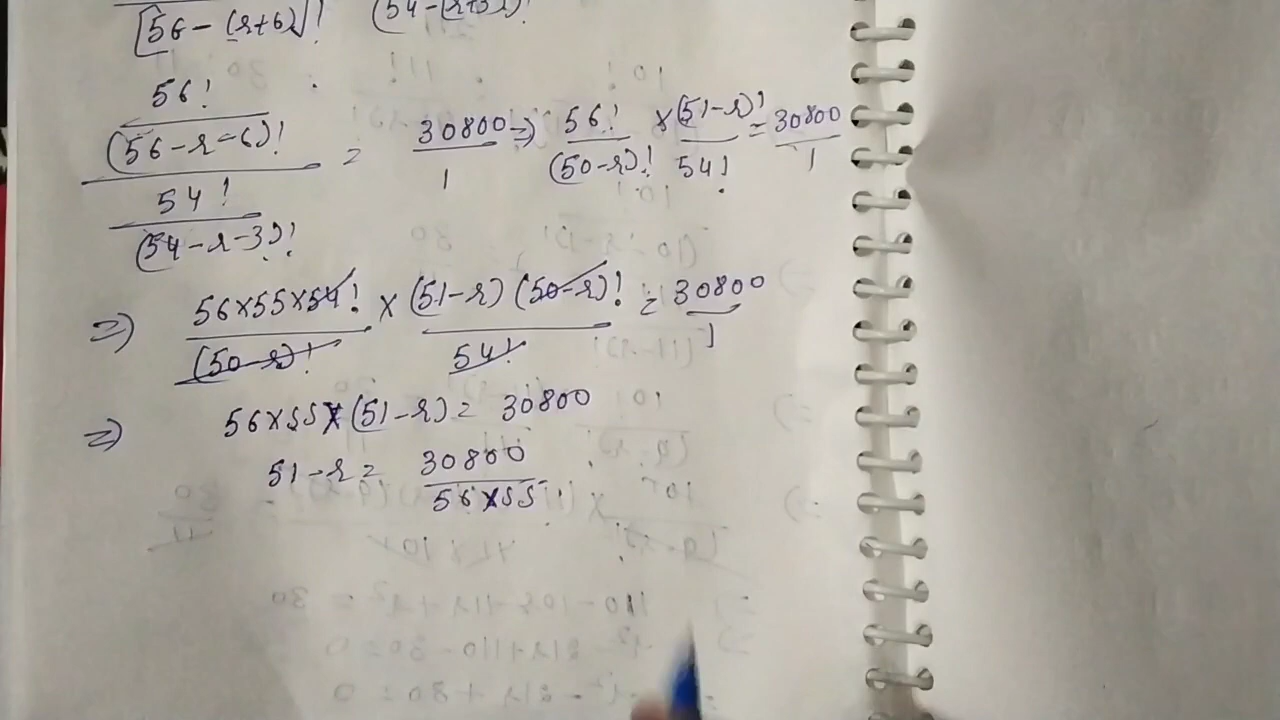 [56-(r+6)]! (54-(r+3))!
56! / (56-r-6)! / 54! / (54-r-3)! = 30800/1 ⇒ 56!/(50-r)! × (51-r)!/54! = 30800/1
⇒ 56×55×54!/(50-r)! × (51-r)(50-r)!/54! = 30800/1
⇒ 56×55×(51-r) = 30800
51-r = 30800/56×55